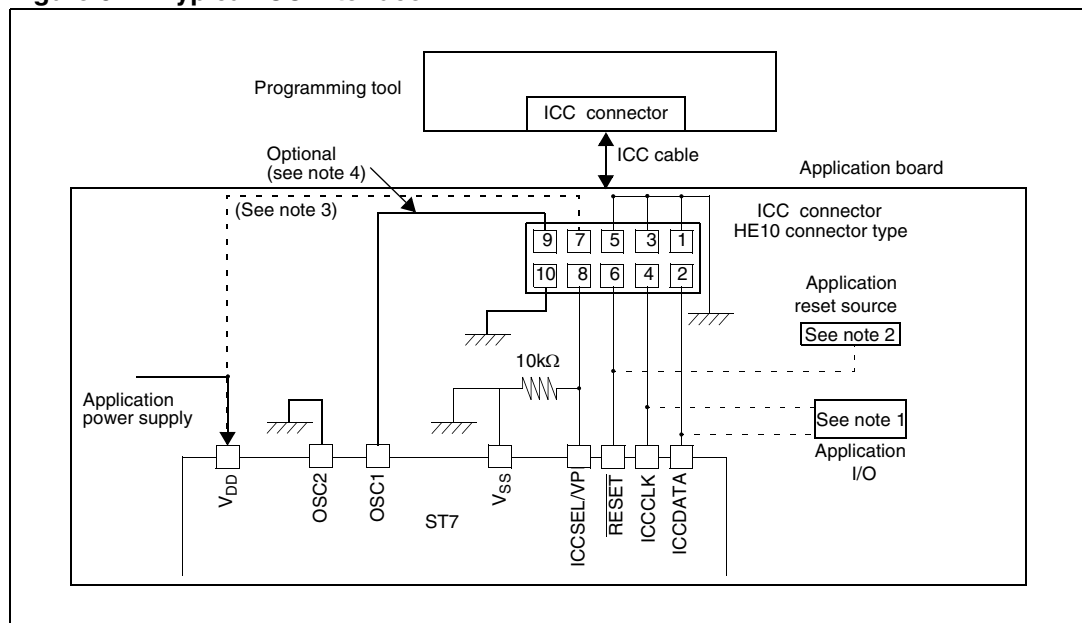 Programming tool
ICC connector
Optional
(see note 4)
ICC cable
Application board
(See note 3)
ICC connector
HE10 connector type
9 7 5 3 1
10 8 6 4 2
Application
reset source
See note 2
10kΩ
Application
power supply
See note 1
Application
I/O
VDD
OSC2
OSC1
VSS
ICCSEL/VP
RESET
ICCCLK
ICCDATA
ST7